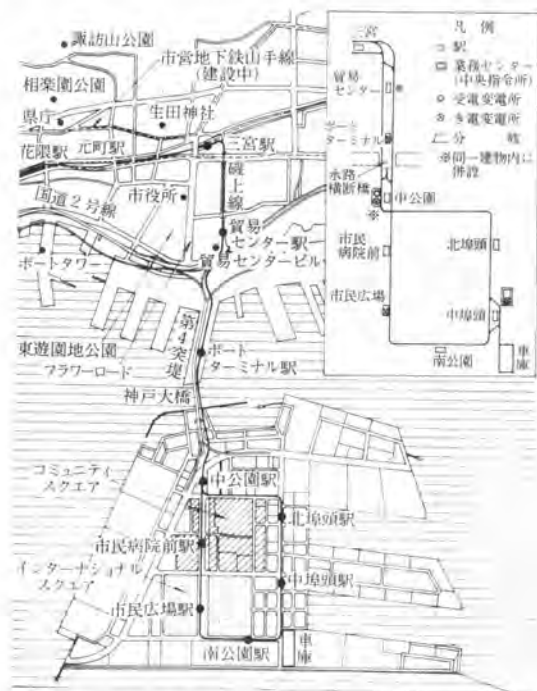 諏訪山公園
市営地下鉄山手線
(建設中)
相楽園公園
県庁
生田神社
花隈駅
元町駅
三宮駅
磯上線
国道2号線
市役所
貿易
センター駅
貿易
センタービル
ポートタワー
東遊園地公園
フラワーロード
第4突堤
ポート
ターミナル駅
神戸大橋
コミュニティ
スクエア
中公園駅
北埠頭駅
市民病院前駅
インターナショナル
スクエア
中埠頭駅
市民広場駅
南公園駅
車庫
三宮
貿易
センター
ポート
ターミナル
水路
横断橋
中公園
※
市民
病院前
北埠頭
市民広場
中埠頭
南公園
車庫
凡例
駅
業務センター
(中央指令所)
受電変電所
き電変電所
分岐
※同一建物内に
併設